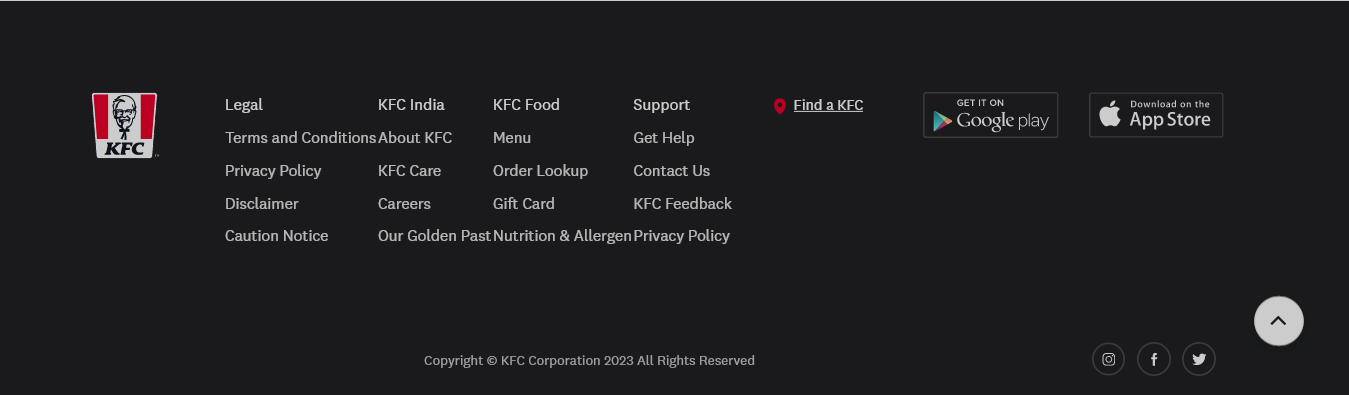 KFC
Legal
Terms and Conditions
Privacy Policy
Disclaimer
Caution Notice
KFC India
About KFC
KFC Care
Careers
Our Golden Past
KFC Food
Menu
Order Lookup
Gift Card
Nutrition & Allergen
Support
Get Help
Contact Us
KFC Feedback
Privacy Policy
Find a KFC
GET IT ON
Google play
Download on the
App Store
Copyright © KFC Corporation 2023 All Rights Reserved